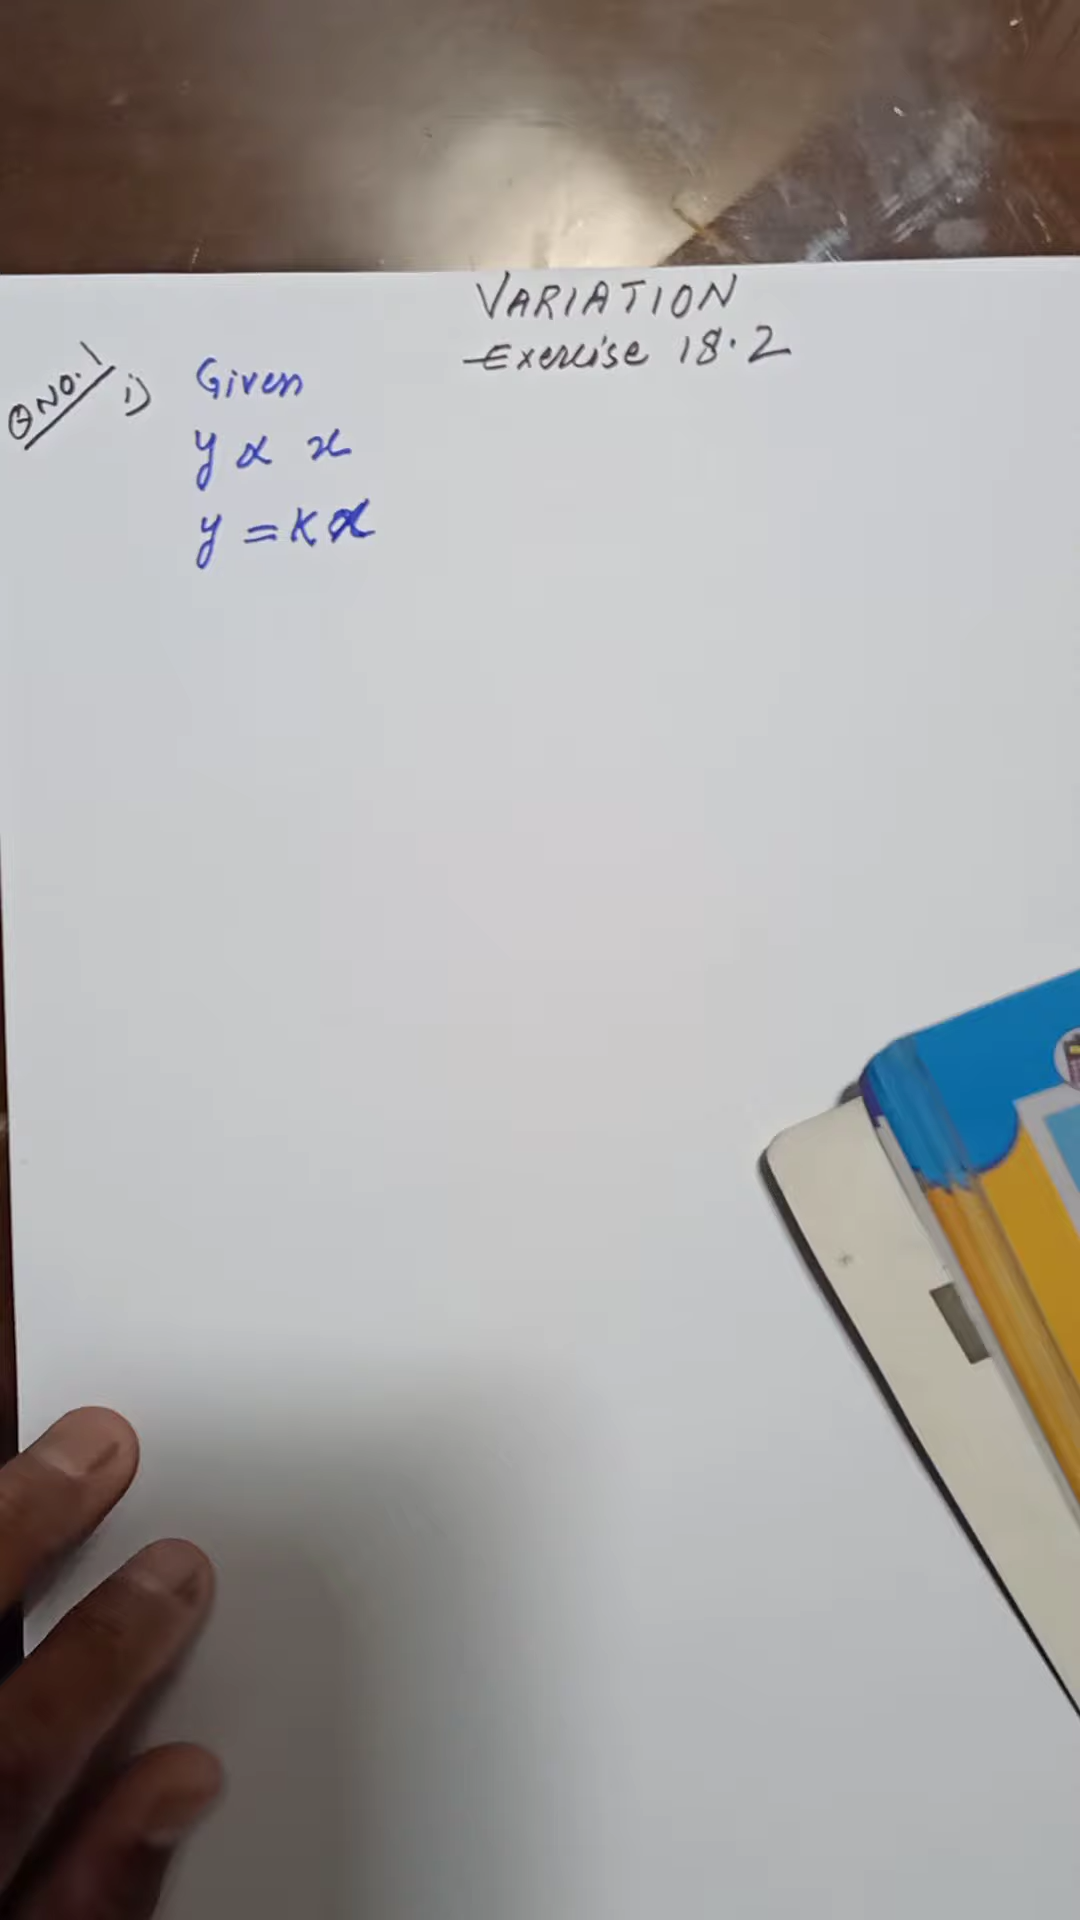 VARIATION
Exercise 18.2
Q NO. 1 i) Given
y ∝ x
y = Kx